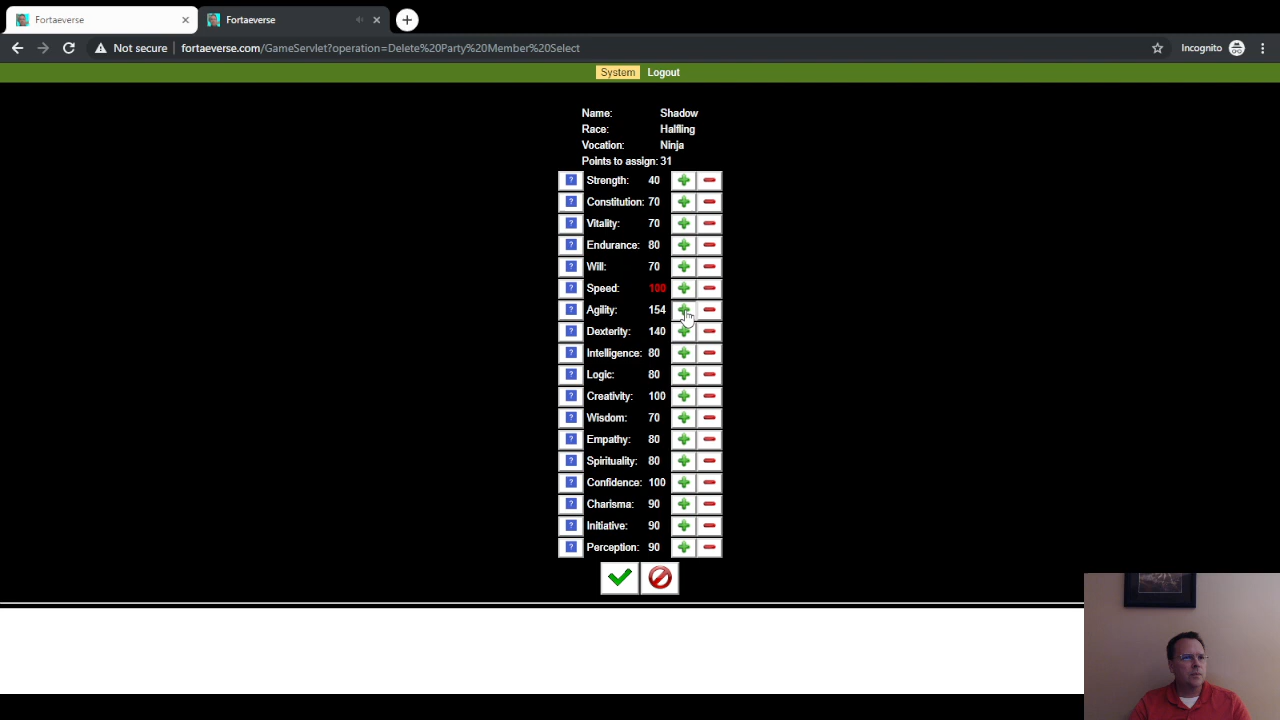 Fortaeverse
Fortaeverse
Not secure fortaeverse.com/GameServlet?operation=Delete%20Party%20Member%20Select Incognito
System Logout
Name: Shadow
Race: Halfling
Vocation: Ninja
Points to assign: 31
? Strength: 40
? Constitution: 70
? Vitality: 70
? Endurance: 80
? Will: 70
? Speed: 100
? Agility: 154
? Dexterity: 140
? Intelligence: 80
? Logic: 80
? Creativity: 100
? Wisdom: 70
? Empathy: 80
? Spirituality: 80
? Confidence: 100
? Charisma: 90
? Initiative: 90
? Perception: 90